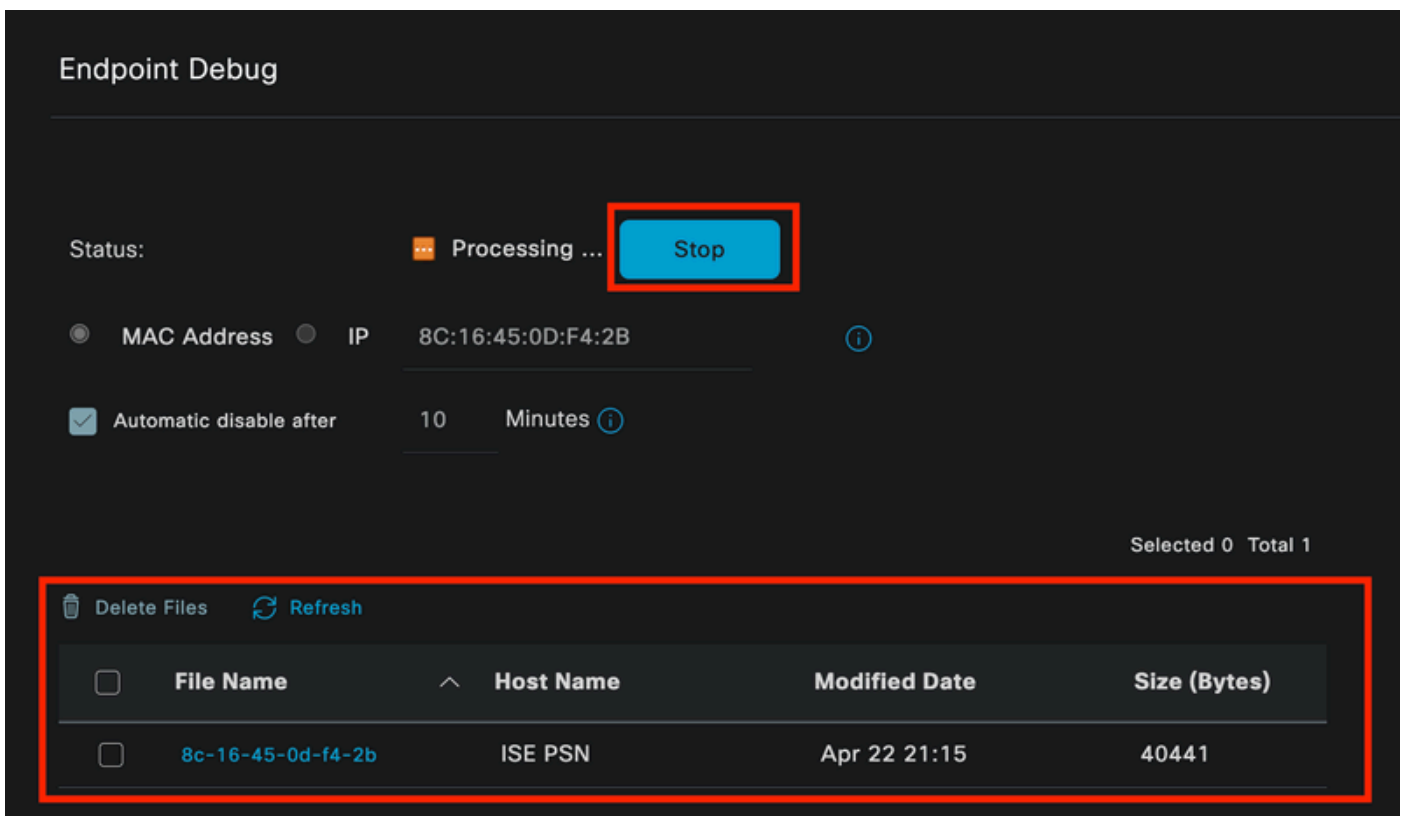 Endpoint Debug
Status: Processing ... Stop
MAC Address IP 8C:16:45:0D:F4:2B
Automatic disable after 10 Minutes
Selected 0 Total 1
Delete Files Refresh
File Name Host Name Modified Date Size (Bytes)
8c-16-45-0d-f4-2b ISE PSN Apr 22 21:15 40441